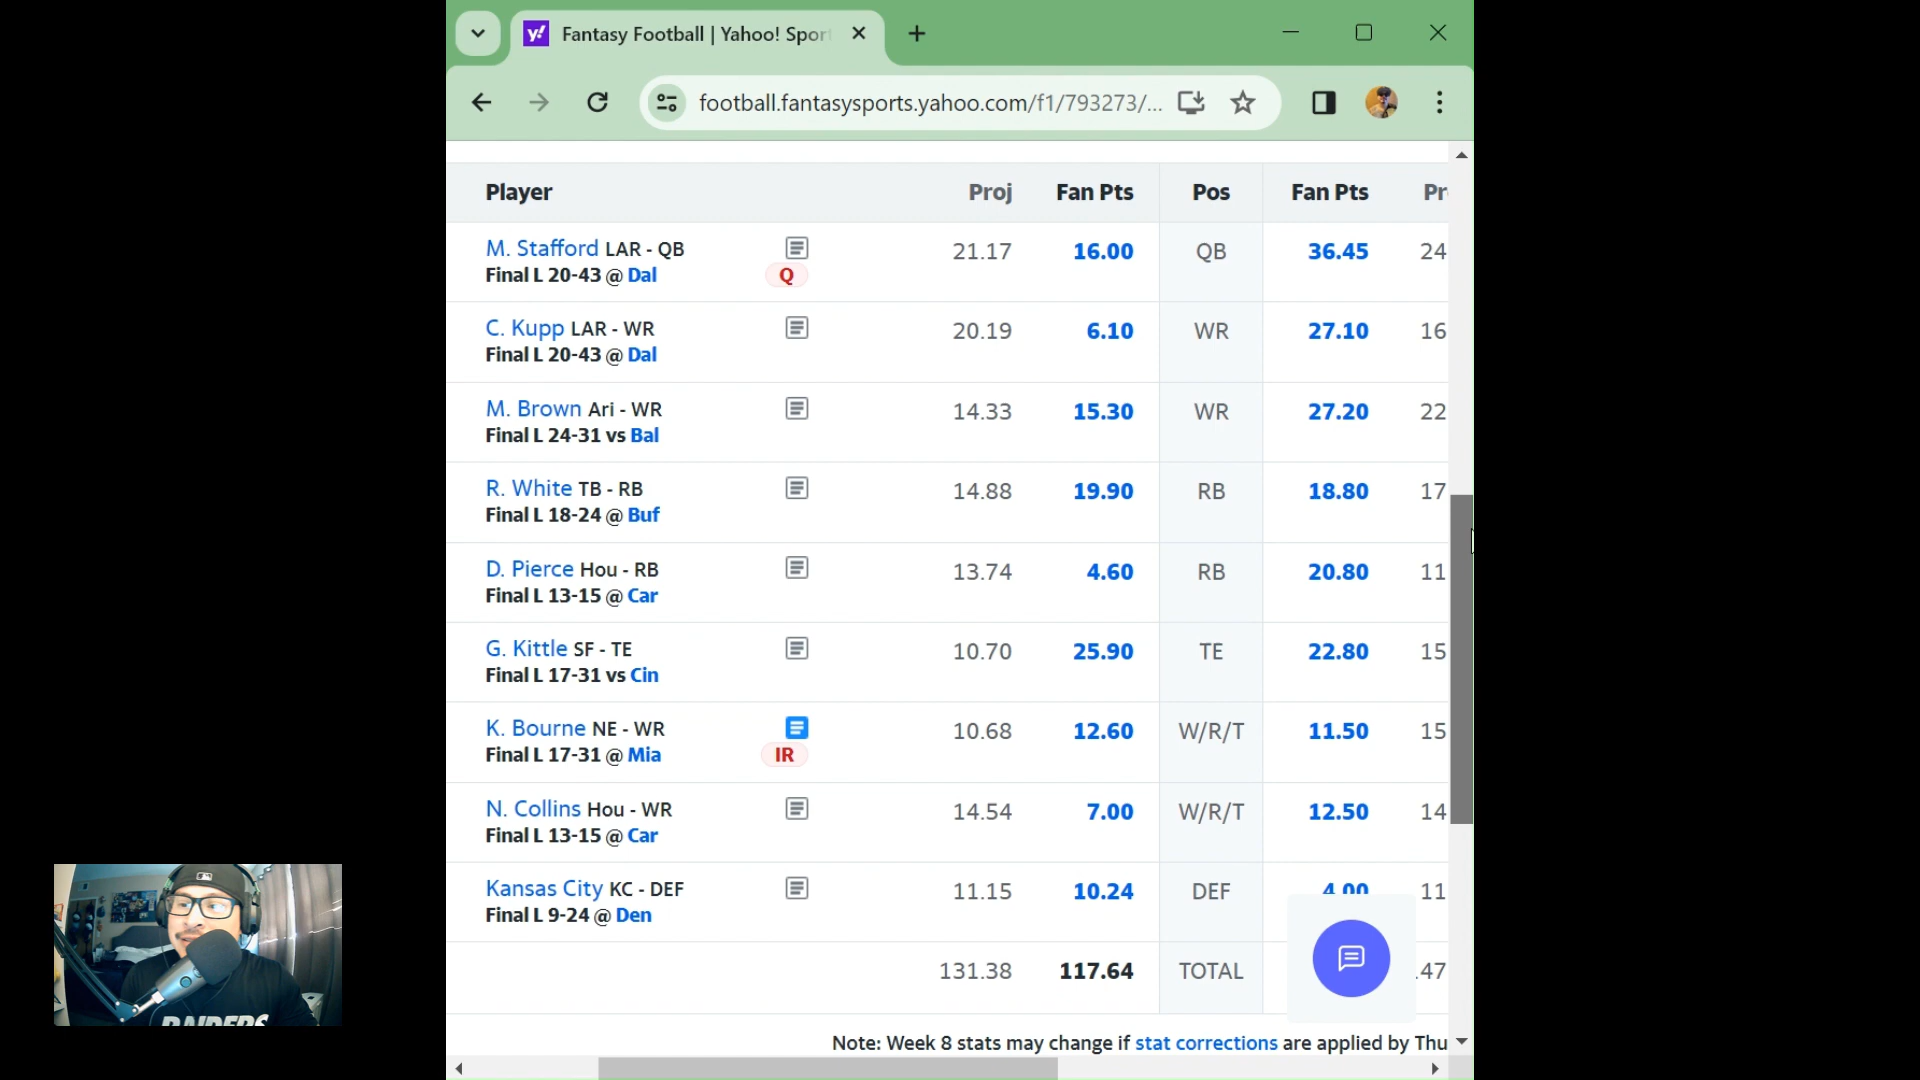 Fantasy Football | Yahoo! Spor
football.fantasysports.yahoo.com/f1/793273/...
Player Proj Fan Pts Pos Fan Pts Pr
M. Stafford LAR - QB 21.17 16.00 QB 36.45 24
Final L 20-43 @ Dal Q
C. Kupp LAR - WR 20.19 6.10 WR 27.10 16
Final L 20-43 @ Dal
M. Brown Ari - WR 14.33 15.30 WR 27.20 22
Final L 24-31 vs Bal
R. White TB - RB 14.88 19.90 RB 18.80 17
Final L 18-24 @ Buf
D. Pierce Hou - RB 13.74 4.60 RB 20.80 11
Final L 13-15 @ Car
G. Kittle SF - TE 10.70 25.90 TE 22.80 15
Final L 17-31 vs Cin
K. Bourne NE - WR 10.68 12.60 W/R/T 11.50 15
Final L 17-31 @ Mia IR
N. Collins Hou - WR 14.54 7.00 W/R/T 12.50 14
Final L 13-15 @ Car
Kansas City KC - DEF 11.15 10.24 DEF 4.00 11
Final L 9-24 @ Den
131.38 117.64 TOTAL .47
Note: Week 8 stats may change if stat corrections are applied by Thu
RAIDERS